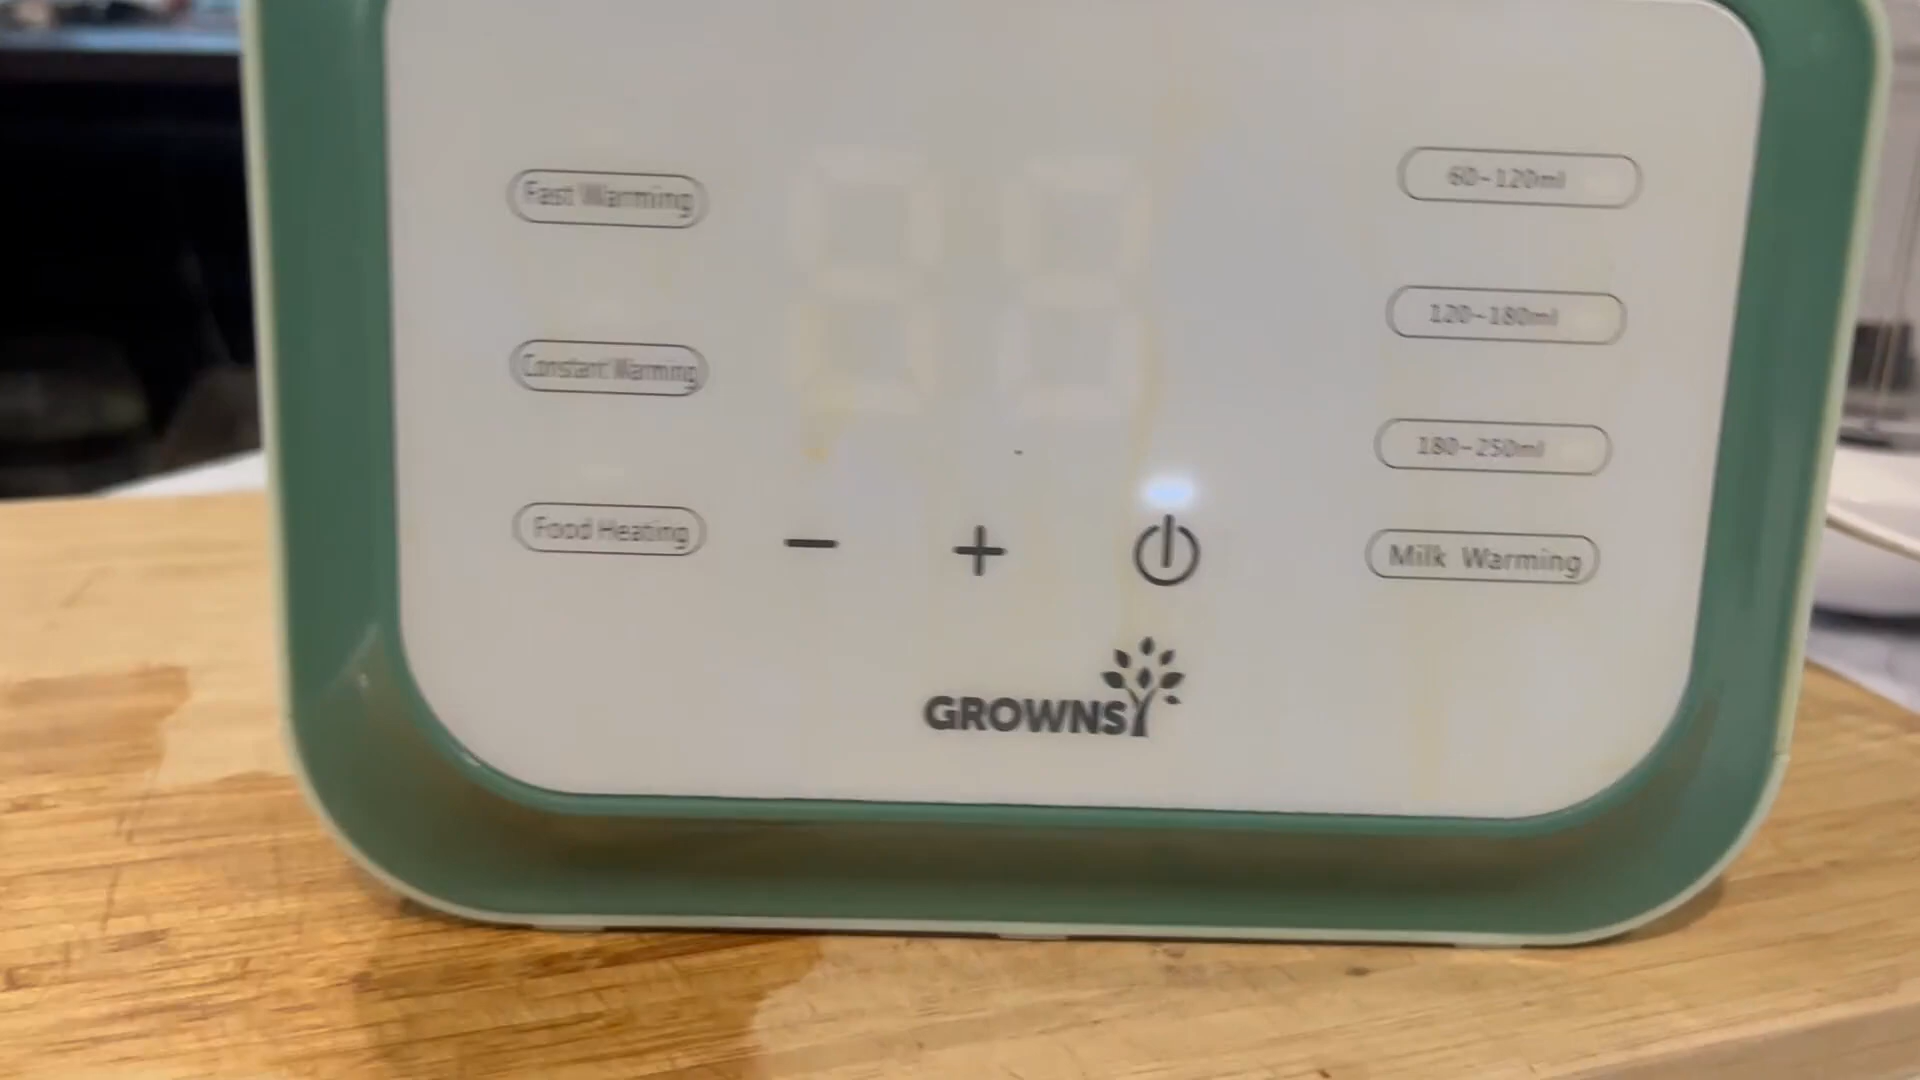 Fast Warming
Constant Warming
Food Heating
60-120ml
120-180ml
180-250ml
Milk Warming
- +
GROWNSY